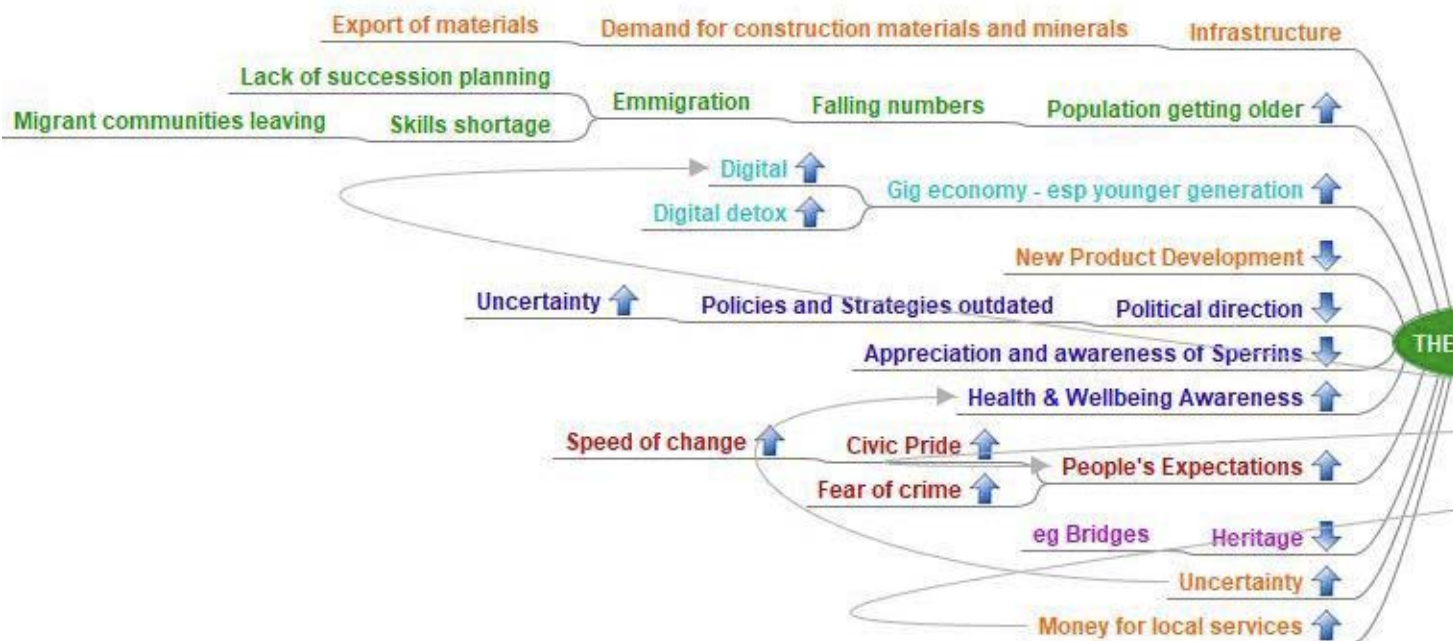 Export of materials Demand for construction materials and minerals Infrastructure
Lack of succession planning
Migrant communities leaving Skills shortage Emmigration Falling numbers Population getting older
Digital
Digital detox
Gig economy - esp younger generation
New Product Development
Uncertainty Policies and Strategies outdated Political direction
Appreciation and awareness of Sperrins
Health & Wellbeing Awareness
Speed of change Civic Pride
Fear of crime
People's Expectations
eg Bridges Heritage
Uncertainty
Money for local services
THE